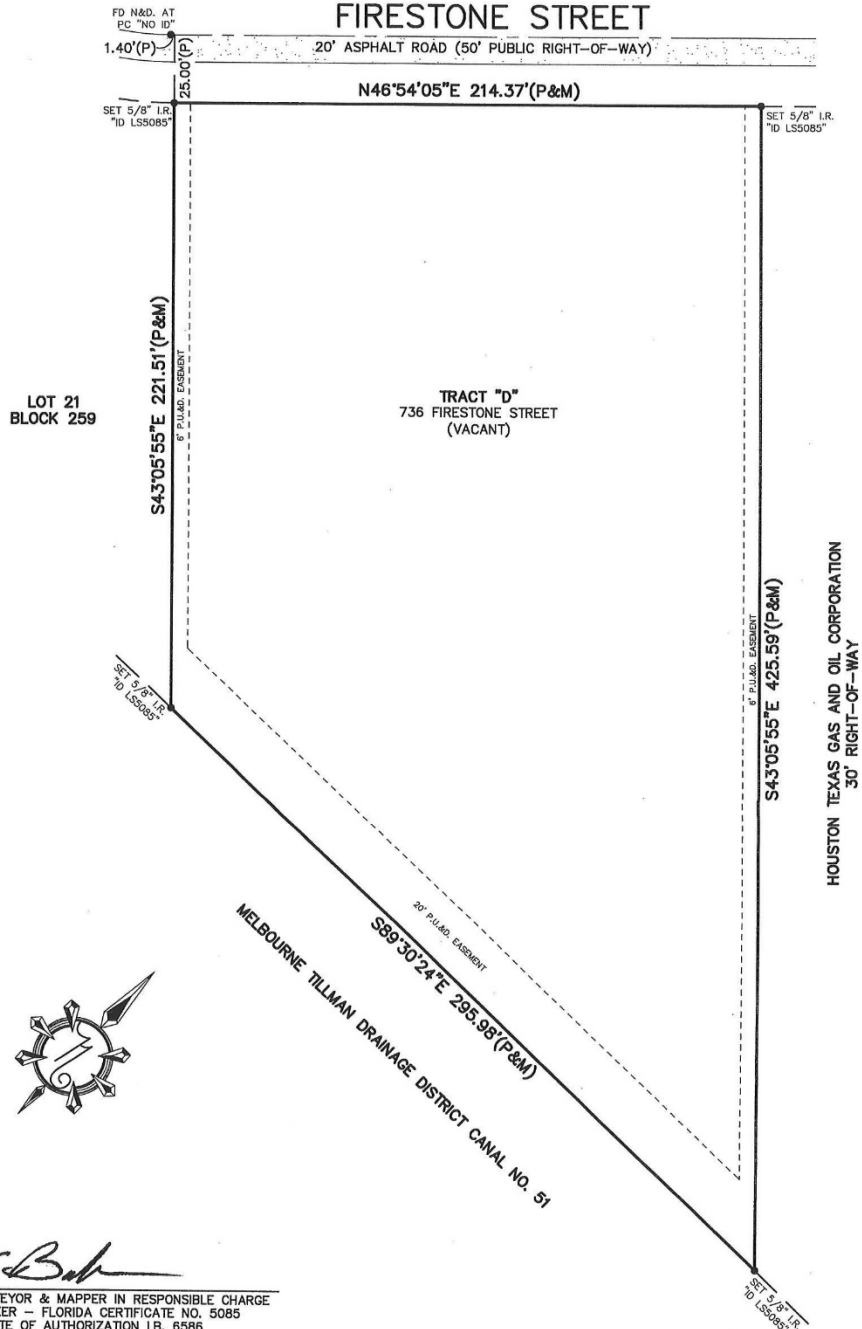 FIRESTONE STREET
FD N&D. AT
PC "NO ID"
1.40'(P)
25.00'(P)
20' ASPHALT ROAD (50' PUBLIC RIGHT-OF-WAY)
N46°54'05"E 214.37'(P&M)
SET 5/8" I.R.
"ID LS5085"
SET 5/8" I.R.
"ID LS5085"
S43°05'55"E 221.51'(P&M)
6' P.U.&D. EASEMENT
LOT 21
BLOCK 259
TRACT "D"
736 FIRESTONE STREET
(VACANT)
6' P.U.&D. EASEMENT
S43°05'55"E 425.59'(P&M)
HOUSTON TEXAS GAS AND OIL CORPORATION
30' RIGHT-OF-WAY
SET 5/8" I.R.
"ID LS5085"
20' P.U.&D. EASEMENT
S89°30'24"E 295.98'(P&M)
MELBOURNE TILLMAN DRAINAGE DISTRICT CANAL NO. 51
SET 5/8" I.R.
"ID LS5085"
EYOR & MAPPER IN RESPONSIBLE CHARGE
ER – FLORIDA CERTIFICATE NO. 5085
TE OF AUTHORIZATION LB. 6586